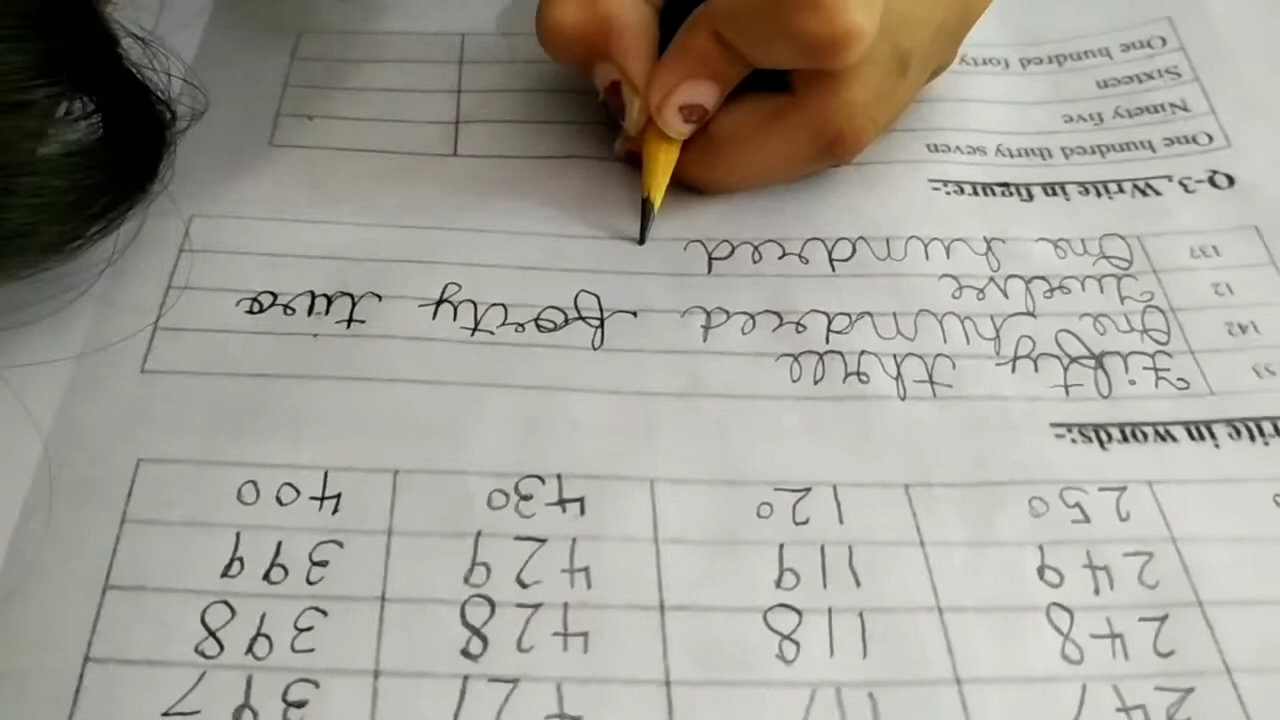 397
248 118 428 398
249 119 429 399
250 120 430 400
rite in words:-
53 Fifty three
142 One hundred forty two
12 Twelve
137 One hundred
Q-3. Write in figure:-
One hundred thirty seven
Ninety five
Sixteen
One hundred forty